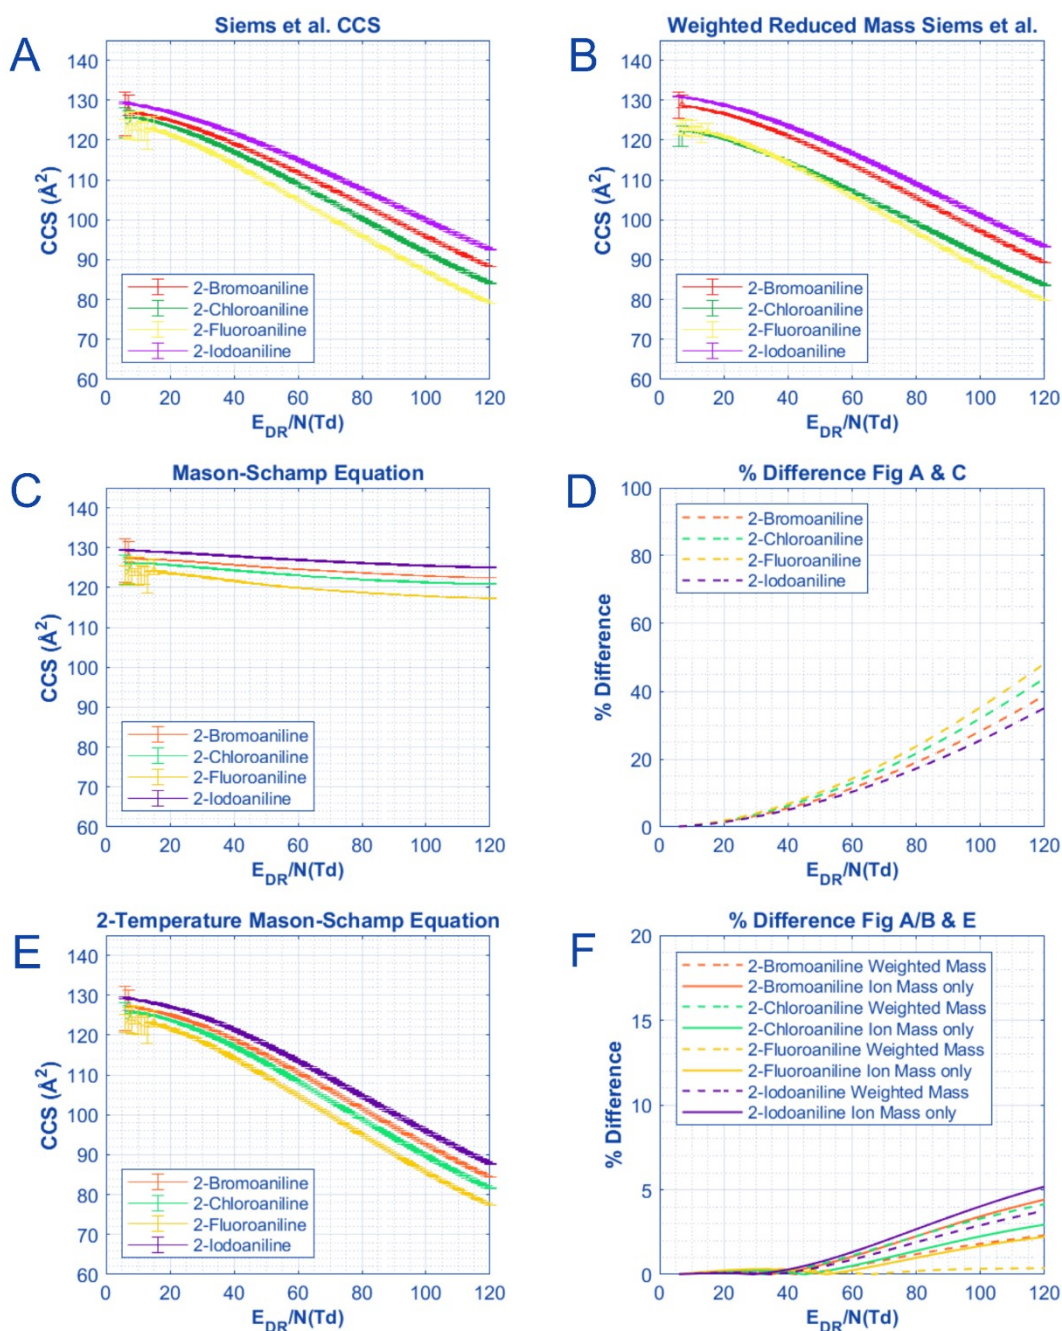 A
Siems et al. CCS
CCS (Å²)
140
130
120
110
100
90
80
70
60
2-Bromoaniline
2-Chloroaniline
2-Fluoroaniline
2-Iodoaniline
0 20 40 60 80 100 120
E_DR/N(Td)
B
Weighted Reduced Mass Siems et al.
CCS (Å²)
140
130
120
110
100
90
80
70
60
2-Bromoaniline
2-Chloroaniline
2-Fluoroaniline
2-Iodoaniline
0 20 40 60 80 100 120
E_DR/N(Td)
C
Mason-Schamp Equation
CCS (Å²)
140
130
120
110
100
90
80
70
60
2-Bromoaniline
2-Chloroaniline
2-Fluoroaniline
2-Iodoaniline
0 20 40 60 80 100 120
E_DR/N(Td)
D
% Difference Fig A & C
% Difference
100
80
60
40
20
0
2-Bromoaniline
2-Chloroaniline
2-Fluoroaniline
2-Iodoaniline
0 20 40 60 80 100 120
E_DR/N(Td)
E
2-Temperature Mason-Schamp Equation
CCS (Å²)
140
130
120
110
100
90
80
70
60
2-Bromoaniline
2-Chloroaniline
2-Fluoroaniline
2-Iodoaniline
0 20 40 60 80 100 120
E_DR/N(Td)
F
% Difference Fig A/B & E
% Difference
20
15
10
5
0
2-Bromoaniline Weighted Mass
2-Bromoaniline Ion Mass only
2-Chloroaniline Weighted Mass
2-Chloroaniline Ion Mass only
2-Fluoroaniline Weighted Mass
2-Fluoroaniline Ion Mass only
2-Iodoaniline Weighted Mass
2-Iodoaniline Ion Mass only
0 20 40 60 80 100 120
E_DR/N(Td)